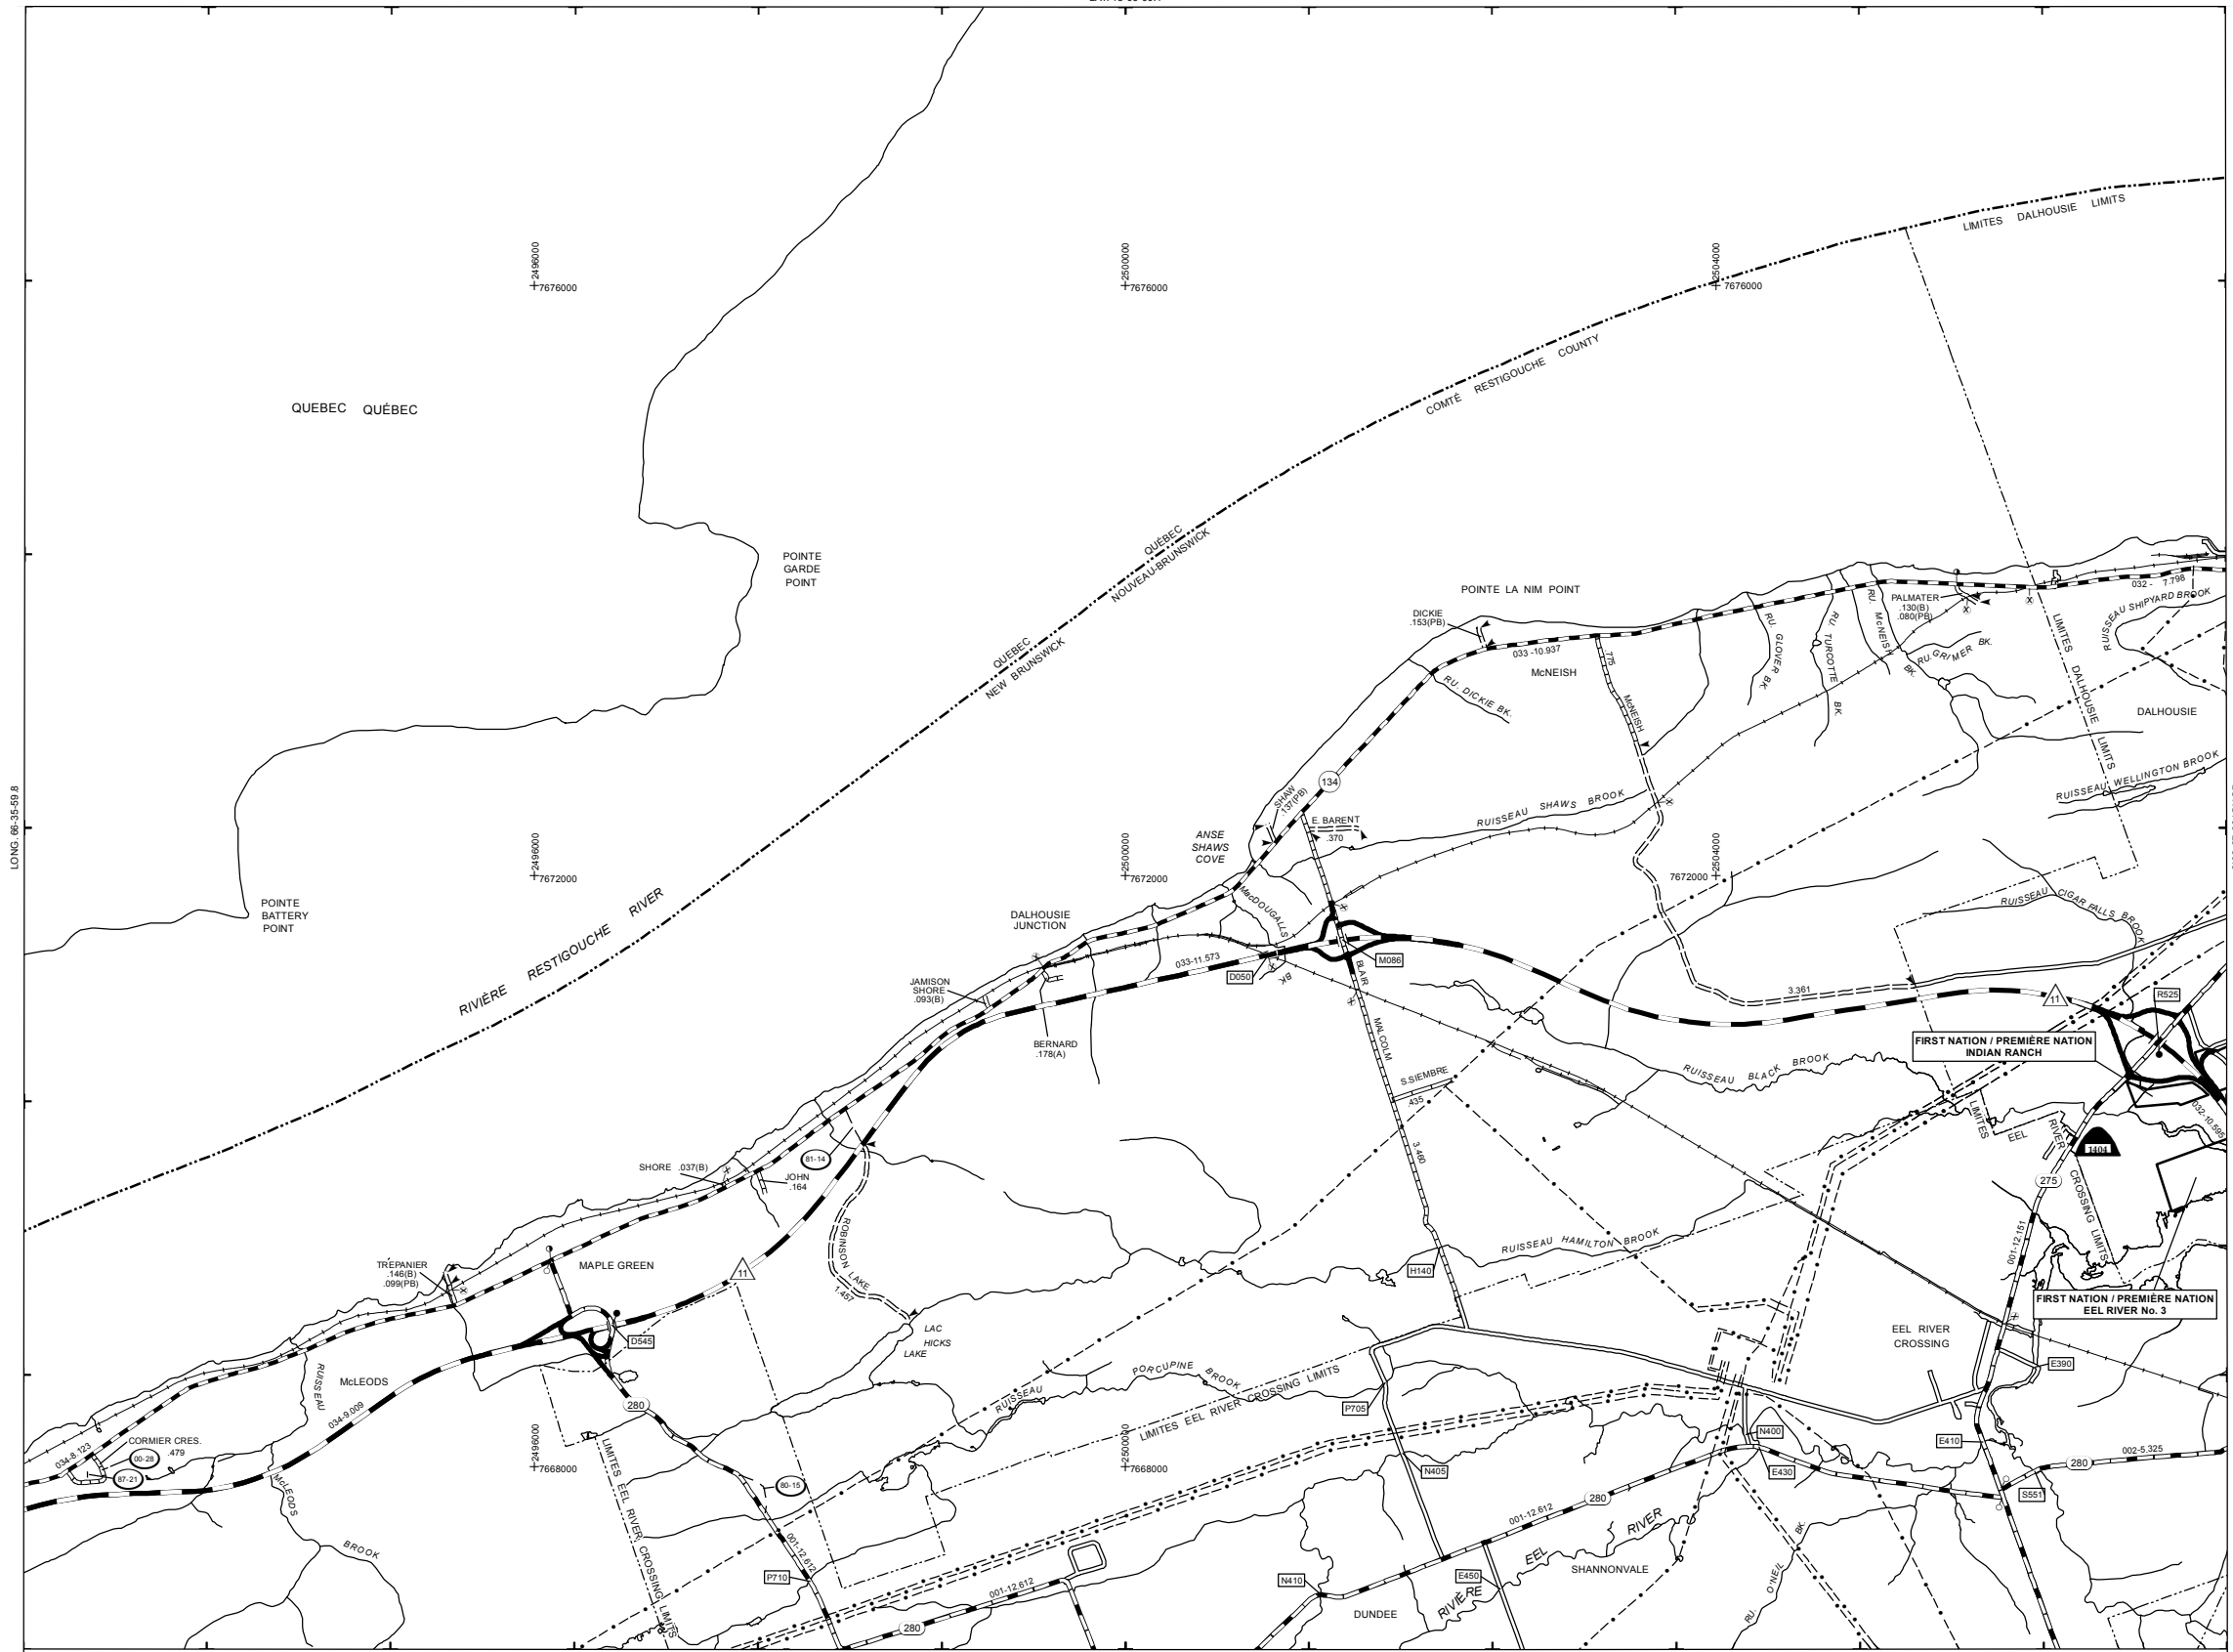 LONG. 66-35-59.8
LIMITES DALHOUSIE LIMITS
2496000
7676000
2500000
7676000
2504000
7676000
COMTÉ RESTIGOUCHE COUNTY
QUEBEC QUÉBEC
POINTE
GARDE
POINT
QUÉBEC
NOUVEAU-BRUNSWICK
QUEBEC
NEW BRUNSWICK
POINTE LA NIM POINT
DICKIE
.153(PB)
033 -10.937
McNEISH
RU. DICKIE BK.
.775
McNEISH
RU. GLOVER BK.
RU. TURCOTTE BK.
RU. McNEISH BK.
RU. GRIMER BK.
PALMATER
.130(B)
.080(PB)
032 - 7.798
RUISSEAU SHIPYARD BROOK
LIMITES DALHOUSIE
DALHOUSIE LIMITS
DALHOUSIE
RUISSEAU WELLINGTON BROOK
134
SHAW
.137(PB)
E. BARENT
.370
RUISSEAU SHAWS BROOK
ANSE
SHAWS
COVE
2496000
7672000
2500000
7672000
2504000
7672000
POINTE
BATTERY
POINT
RIVIÈRE RESTIGOUCHE RIVER
DALHOUSIE
JUNCTION
MacDOUGALLS BK
RUISSEAU CIGAR FALLS BROOK
033-11.573
D050
M086
BLAIR
MALCOLM
JAMISON
SHORE
.093(B)
BERNARD
.178(A)
3.361
11
R525
FIRST NATION / PREMIÈRE NATION
INDIAN RANCH
RUISSEAU BLACK BROOK
S.SIEMBRE
.435
3.460
032-10.595
LIMITES EEL RIVER CROSSING LIMITS
1404
275
001-12.151
81-14
SHORE .037(B)
JOHN
.164
ROBINSON LAKE
1.457
TREPANIER
.146(B)
.099(PB)
MAPLE GREEN
11
RUISSEAU HAMILTON BROOK
H140
FIRST NATION / PREMIÈRE NATION
EEL RIVER No. 3
EEL RIVER
CROSSING
D545
LAC
HICKS
LAKE
E390
McLEODS
RUISSEAU McLEODS BROOK
034-9.009
280
RUISSEAU PORCUPINE BROOK
LIMITES EEL RIVER CROSSING LIMITS
P705
N400
E410
CORMIER CRES.
.479
034-8.123
00-28
87-21
2496000
7668000
2500000
7668000
N405
E430
280
002-5.325
S551
80-15
LIMITES EEL RIVER CROSSING LIMITS
001-12.612
001-12.612
280
RIVIÈRE EEL RIVER
SHANNONVALE
RU. O'NEIL BK.
P710
001-12.612
N410
E450
DUNDEE
280